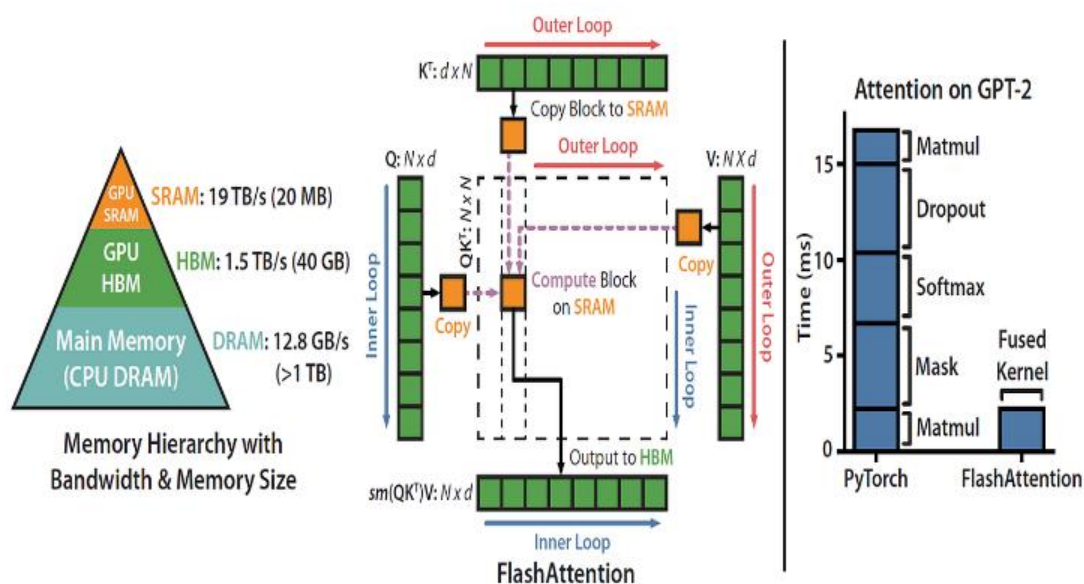 GPU
SRAM
GPU
HBM
Main Memory
(CPU DRAM)
SRAM: 19 TB/s (20 MB)
HBM: 1.5 TB/s (40 GB)
DRAM: 12.8 GB/s
(>1 TB)
Memory Hierarchy with
Bandwidth & Memory Size
Outer Loop
Kᵀ: d x N
Copy Block to SRAM
Outer Loop
Q: N x d
V: N X d
QKᵀ: N x N
Inner Loop
Copy
Compute Block
on SRAM
Copy
Inner Loop
Outer Loop
Output to HBM
sm(QKᵀ)V: N x d
Inner Loop
FlashAttention
Attention on GPT-2
Time (ms)
15
10
5
0
Matmul
Dropout
Softmax
Mask
Matmul
Fused
Kernel
PyTorch
FlashAttention